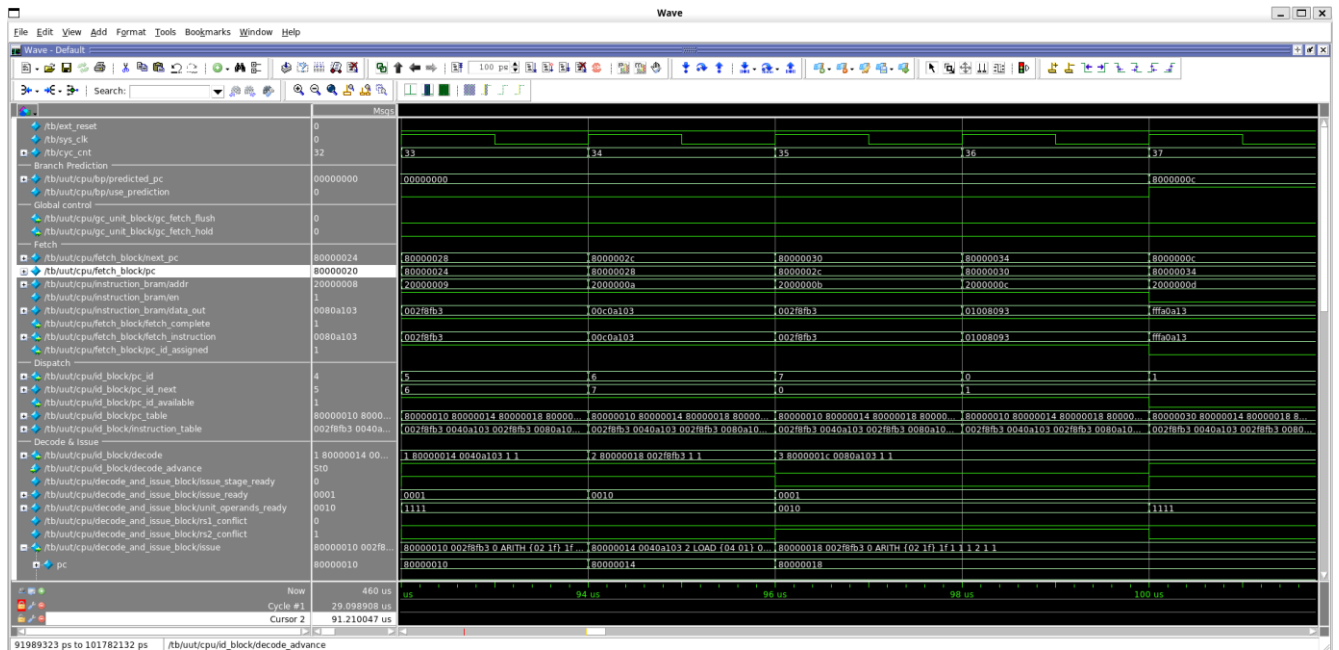 Wave
File Edit View Add Format Tools Bookmarks Window Help
Wave - Default
100 ps
Search:
Msgs
/tb/ext_reset 0
/tb/sys_clk 0
/tb/cyc_cnt 32 33 34 35 36 37
Branch Prediction
/tb/uut/cpu/bp/predicted_pc 00000000 00000000 8000000c
/tb/uut/cpu/bp/use_prediction 0
Global control
/tb/uut/cpu/gc_unit_block/gc_fetch_flush 0
/tb/uut/cpu/gc_unit_block/gc_fetch_hold 0
Fetch
/tb/uut/cpu/fetch_block/next_pc 80000024 80000028 8000002c 80000030 80000034 8000000c
/tb/uut/cpu/fetch_block/pc 80000020 80000024 80000028 8000002c 80000030 80000034
/tb/uut/cpu/instruction_bram/addr 20000008 20000009 2000000a 2000000b 2000000c 2000000d
/tb/uut/cpu/instruction_bram/en 1
/tb/uut/cpu/instruction_bram/data_out 0080a103 002f8fb3 00c0a103 002f8fb3 01008093 fffa0a13
/tb/uut/cpu/fetch_block/fetch_complete 1
/tb/uut/cpu/fetch_block/fetch_instruction 0080a103 002f8fb3 00c0a103 002f8fb3 01008093 fffa0a13
/tb/uut/cpu/fetch_block/pc_id_assigned 1
Dispatch
/tb/uut/cpu/id_block/pc_id 4 5 6 7 0 1
/tb/uut/cpu/id_block/pc_id_next 5 6 7 0 1
/tb/uut/cpu/id_block/pc_id_available 1
/tb/uut/cpu/id_block/pc_table 80000010 8000... 80000010 80000014 80000018 80000... 80000010 80000014 80000018 80000... 80000010 80000014 80000018 80000... 80000010 80000014 80000018 80000... 80000030 80000014 80000018 8...
/tb/uut/cpu/id_block/instruction_table 002f8fb3 0040a... 002f8fb3 0040a103 002f8fb3 0080a10... 002f8fb3 0040a103 002f8fb3 0080a10... 002f8fb3 0040a103 002f8fb3 0080a10... 002f8fb3 0040a103 002f8fb3 0080a10... 002f8fb3 0040a103 002f8fb3 0080...
Decode & Issue
/tb/uut/cpu/id_block/decode 1 80000014 00... 1 80000014 0040a103 1 1 2 80000018 002f8fb3 1 1 3 8000001c 0080a103 1 1
/tb/uut/cpu/id_block/decode_advance St0
/tb/uut/cpu/decode_and_issue_block/issue_stage_ready 0
/tb/uut/cpu/decode_and_issue_block/issue_ready 0001 0001 0010 0001
/tb/uut/cpu/decode_and_issue_block/unit_operands_ready 0010 1111 0010 1111
/tb/uut/cpu/decode_and_issue_block/rs1_conflict 0
/tb/uut/cpu/decode_and_issue_block/rs2_conflict 1
/tb/uut/cpu/decode_and_issue_block/issue 80000010 002f8... 80000010 002f8fb3 0 ARITH {02 1f} 1f ... 80000014 0040a103 2 LOAD {04 01} 0... 80000018 002f8fb3 0 ARITH {02 1f} 1f 1 1 1 2 1 1
pc 80000010 80000010 80000014 80000018
Now 460 us us 94 us 96 us 98 us 100 us
Cycle #1 29.098908 us
Cursor 2 91.210047 us
91989323 ps to 101782132 ps /tb/uut/cpu/id_block/decode_advance